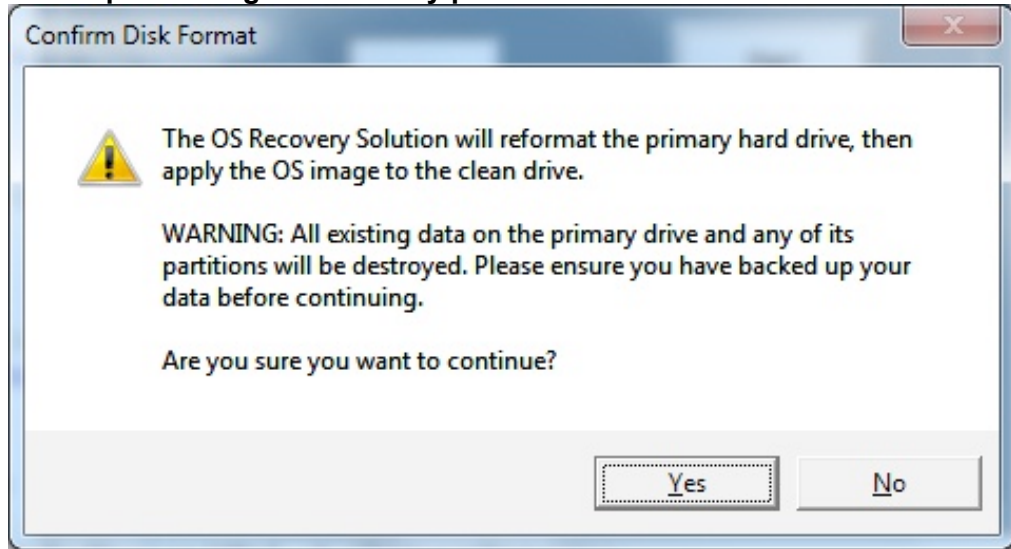 Confirm Disk Format
The OS Recovery Solution will reformat the primary hard drive, then
apply the OS image to the clean drive.
WARNING: All existing data on the primary drive and any of its
partitions will be destroyed. Please ensure you have backed up your
data before continuing.
Are you sure you want to continue?
Yes No